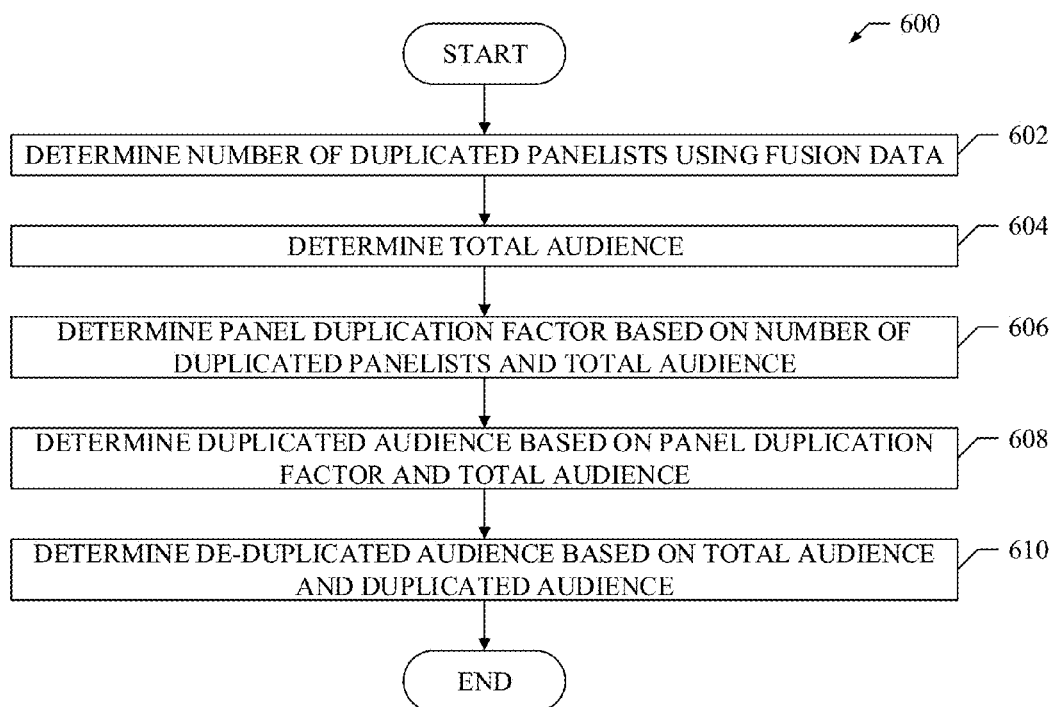 600
START
DETERMINE NUMBER OF DUPLICATED PANELISTS USING FUSION DATA
602
DETERMINE TOTAL AUDIENCE
604
DETERMINE PANEL DUPLICATION FACTOR BASED ON NUMBER OF
DUPLICATED PANELISTS AND TOTAL AUDIENCE
606
DETERMINE DUPLICATED AUDIENCE BASED ON PANEL DUPLICATION
FACTOR AND TOTAL AUDIENCE
608
DETERMINE DE-DUPLICATED AUDIENCE BASED ON TOTAL AUDIENCE
AND DUPLICATED AUDIENCE
610
END